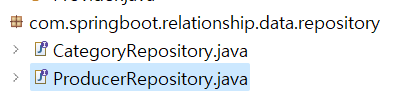 com.springboot.relationship.data.repository
CategoryRepository.java
ProducerRepository.java